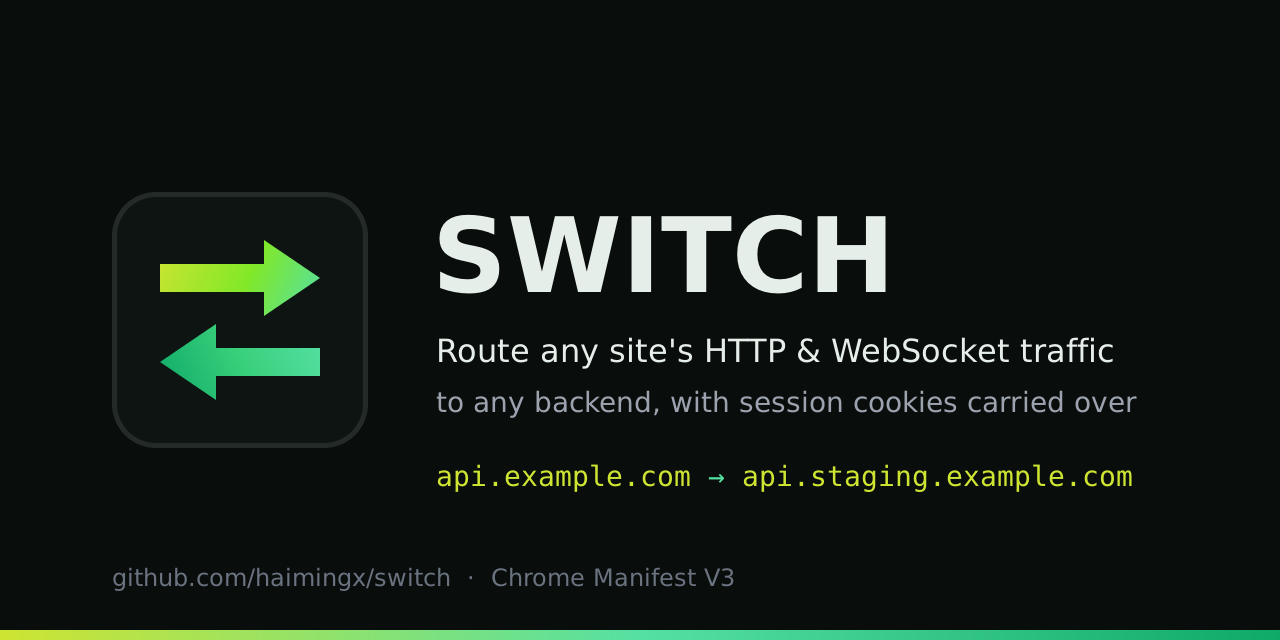 SWITCH
Route any site's HTTP & WebSocket traffic
to any backend, with session cookies carried over
api.example.com → api.staging.example.com
github.com/haimingx/switch · Chrome Manifest V3